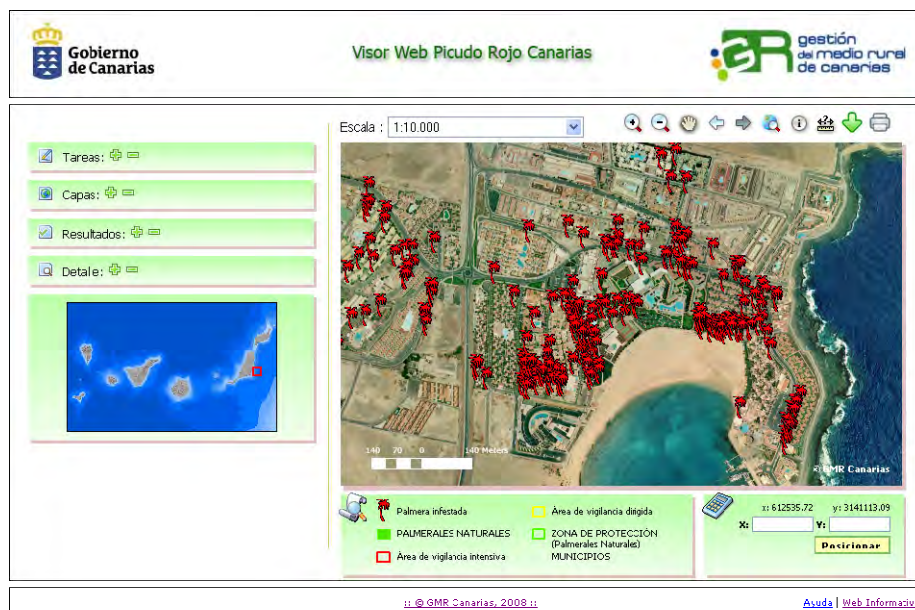 Gobierno
de Canarias
Visor Web Picudo Rojo Canarias
gestión
del medio rural
de canarias
Escala : 1:10.000
Tareas:
Capas:
Resultados:
Detale:
140 70 0 140 Meters
© GMR Canarias
Palmera infestada
PALMERALES NATURALES
Área de vigilancia intensiva
Área de vigilancia dirigida
ZONA DE PROTECCIÓN
(Palmerales Naturales)
MUNICIPIOS
x: 612535.72 y: 3141113.09
X: Y:
Posicionar
:: © GMR Canarias, 2008 ::
Ayuda | Web Informativ